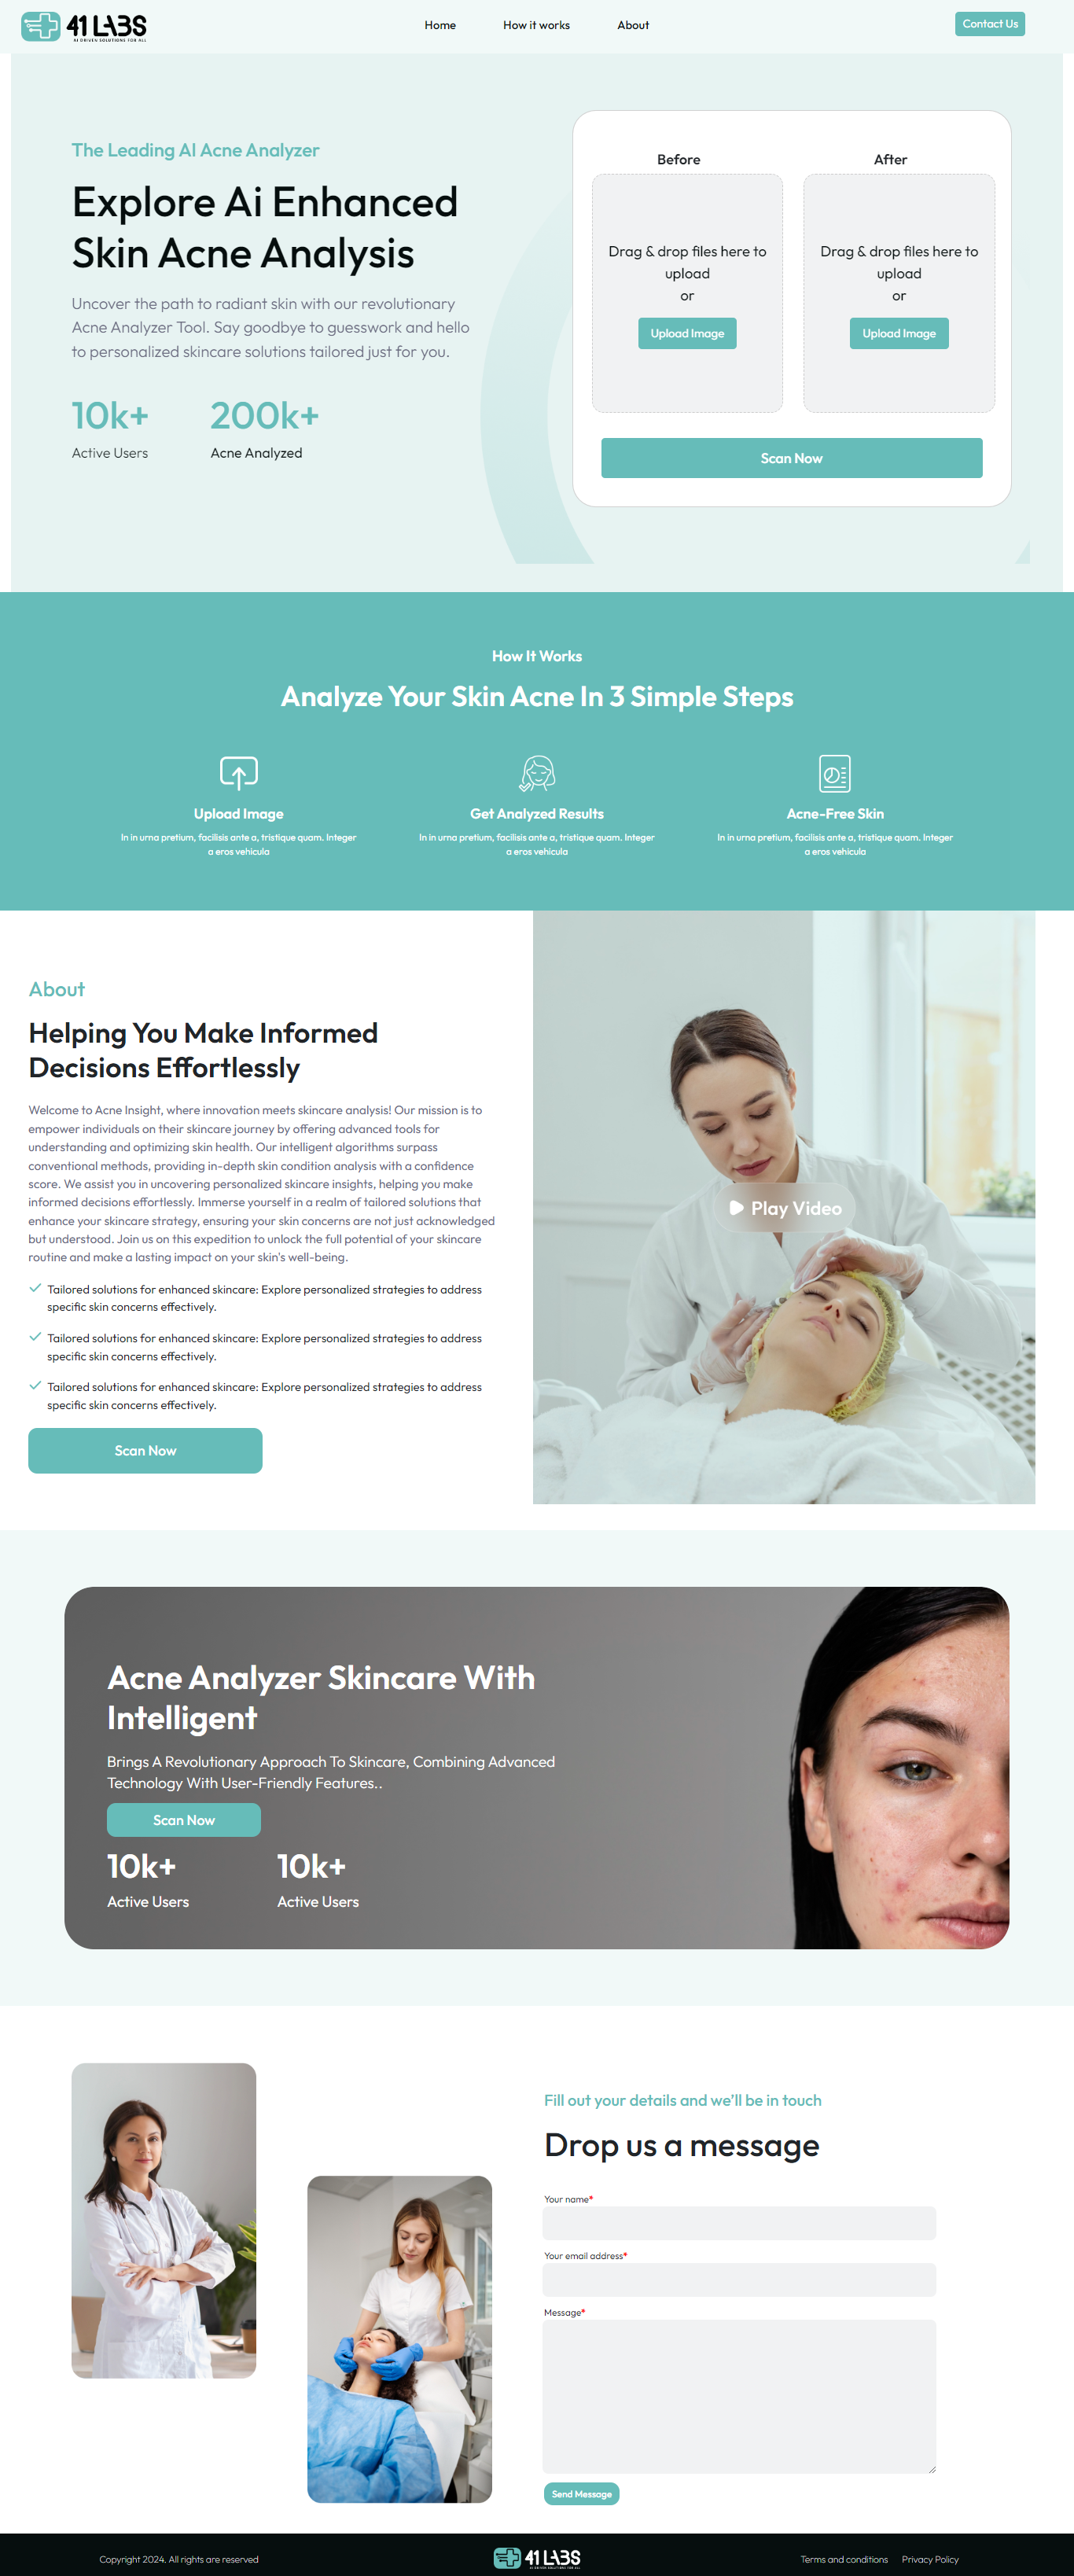 41 LABS
AI DRIVEN SOLUTIONS FOR ALL
Home
How it works
About
Contact Us
The Leading AI Acne Analyzer
Explore Ai Enhanced
Skin Acne Analysis
Uncover the path to radiant skin with our revolutionary
Acne Analyzer Tool. Say goodbye to guesswork and hello
to personalized skincare solutions tailored just for you.
10k+
Active Users
200k+
Acne Analyzed
Before
Drag & drop files here to
upload
or
Upload Image
After
Drag & drop files here to
upload
or
Upload Image
Scan Now
How It Works
Analyze Your Skin Acne In 3 Simple Steps
Upload Image
In in urna pretium, facilisis ante a, tristique quam. Integer
a eros vehicula
Get Analyzed Results
In in urna pretium, facilisis ante a, tristique quam. Integer
a eros vehicula
Acne-Free Skin
In in urna pretium, facilisis ante a, tristique quam. Integer
a eros vehicula
About
Helping You Make Informed
Decisions Effortlessly
Welcome to Acne Insight, where innovation meets skincare analysis! Our mission is to
empower individuals on their skincare journey by offering advanced tools for
understanding and optimizing skin health. Our intelligent algorithms surpass
conventional methods, providing in-depth skin condition analysis with a confidence
score. We assist you in uncovering personalized skincare insights, helping you make
informed decisions effortlessly. Immerse yourself in a realm of tailored solutions that
enhance your skincare strategy, ensuring your skin concerns are not just acknowledged
but understood. Join us on this expedition to unlock the full potential of your skincare
routine and make a lasting impact on your skin's well-being.
Tailored solutions for enhanced skincare: Explore personalized strategies to address
specific skin concerns effectively.
Tailored solutions for enhanced skincare: Explore personalized strategies to address
specific skin concerns effectively.
Tailored solutions for enhanced skincare: Explore personalized strategies to address
specific skin concerns effectively.
Scan Now
Play Video
Acne Analyzer Skincare With
Intelligent
Brings A Revolutionary Approach To Skincare, Combining Advanced
Technology With User-Friendly Features..
Scan Now
10k+
Active Users
10k+
Active Users
Fill out your details and we'll be in touch
Drop us a message
Your name*
Your email address*
Message*
Send Message
Copyright 2024. All rights are reserved
41 LABS
AI DRIVEN SOLUTIONS FOR ALL
Terms and conditions
Privacy Policy